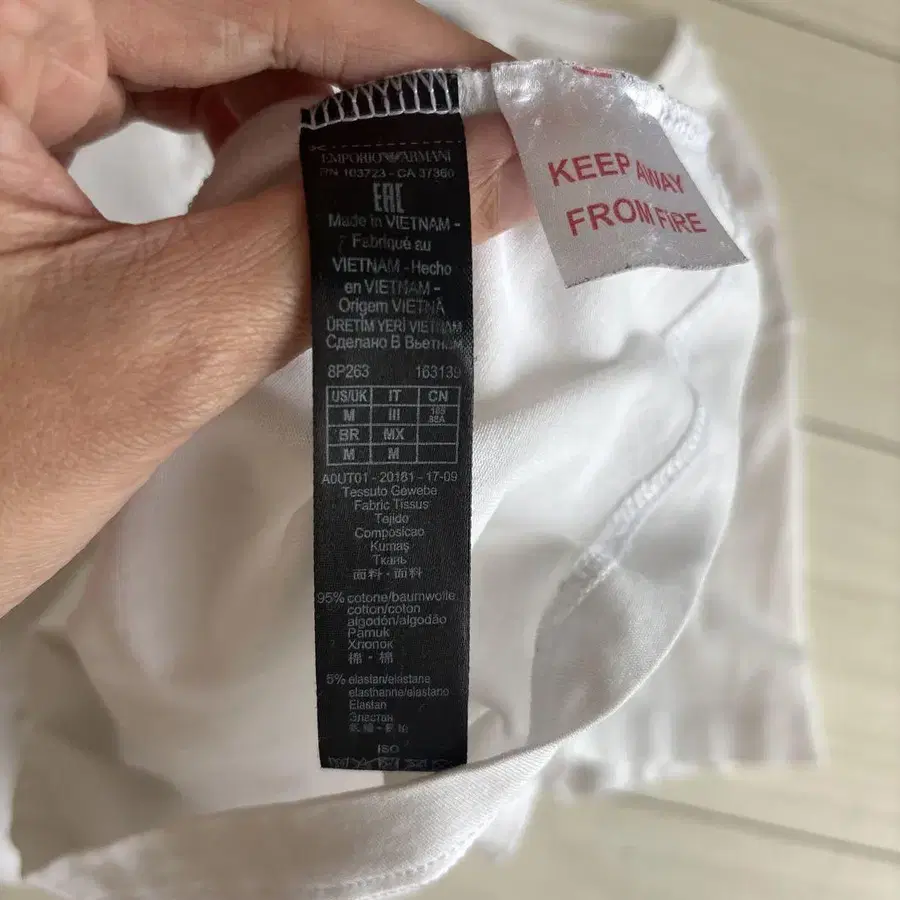 EMPORIO ARMANI
RN 103723 - CA 37360
EAC
Made in VIETNAM -
Fabriqué au
VIETNAM - Hecho
en VIETNAM -
Origem VIETNÃ
ÜRETİM YERİ VIETNAM
Сделано В Вьетнам
8P263 163139
US/UK IT CN
M III
BR MX
M M
A0UT01 - 20181 - 17-09
Tessuto Gewebe
Fabric Tissus
Tejido
Composicao
Kumaş
Ткань
面料 · 面料
95% cotone/baumwolle
cotton/coton
algodón/algodão
Pamuk
Хлопок
棉 · 棉
5% elastan/elastane
elasthanne/elastano
Elastan
Эластан
ISO
KEEP AWAY
FROM FIRE